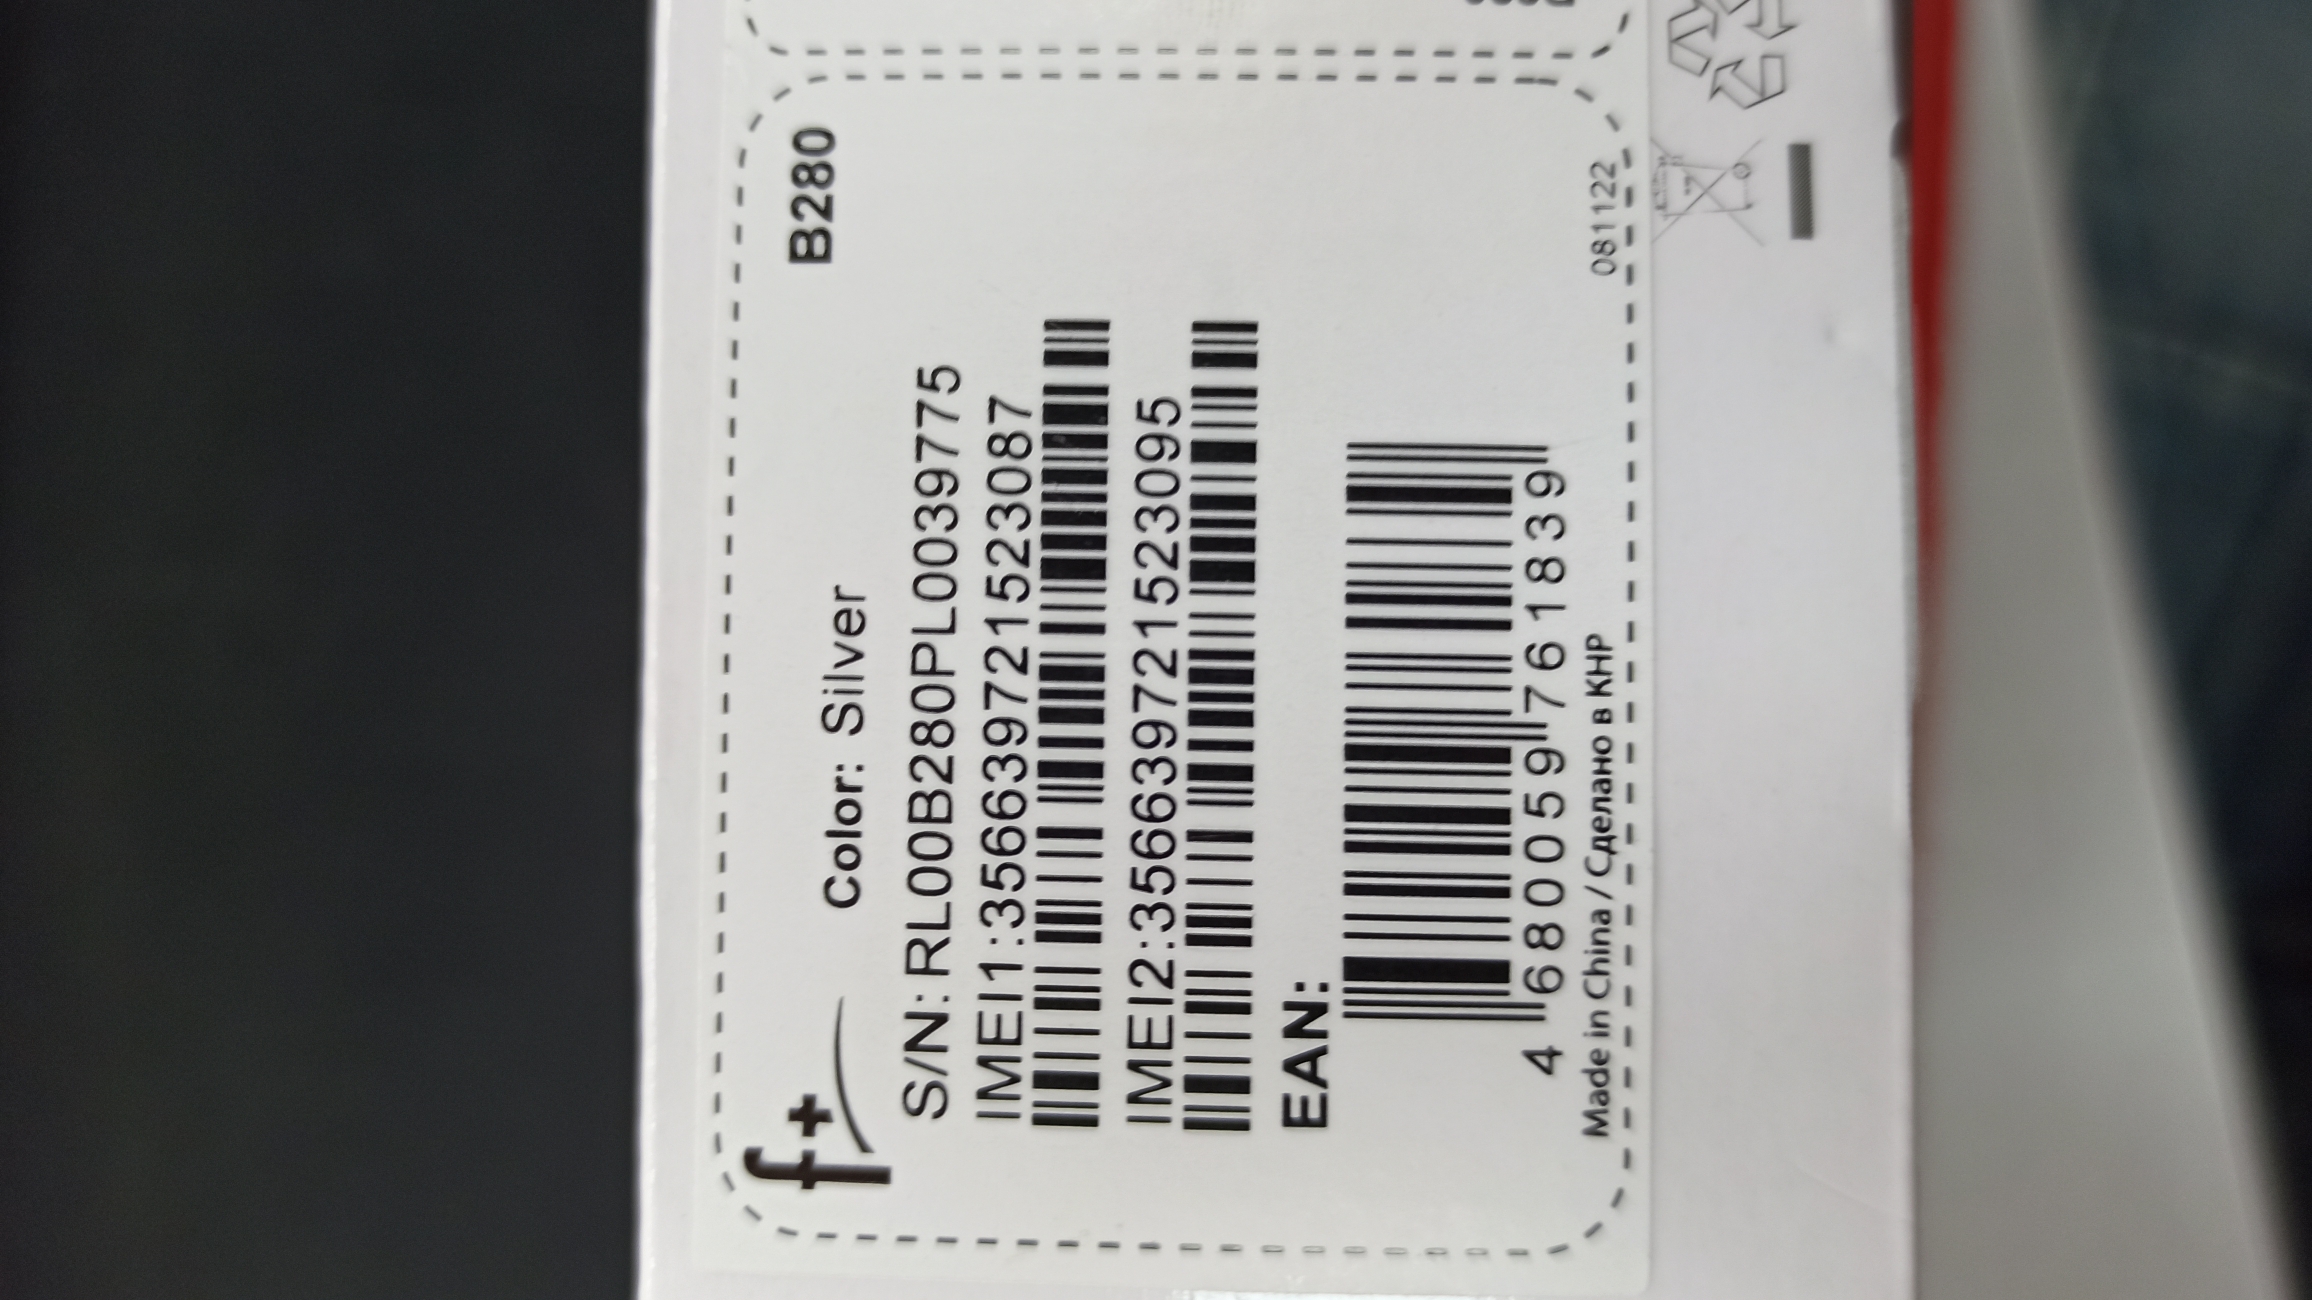 f+
B280
Color: Silver
S/N: RL00B280PL0039775
IMEI1:356639721523087
IMEI2:356639721523095
EAN:
4 680059 761839
Made in China / Сделано в КНР
081122